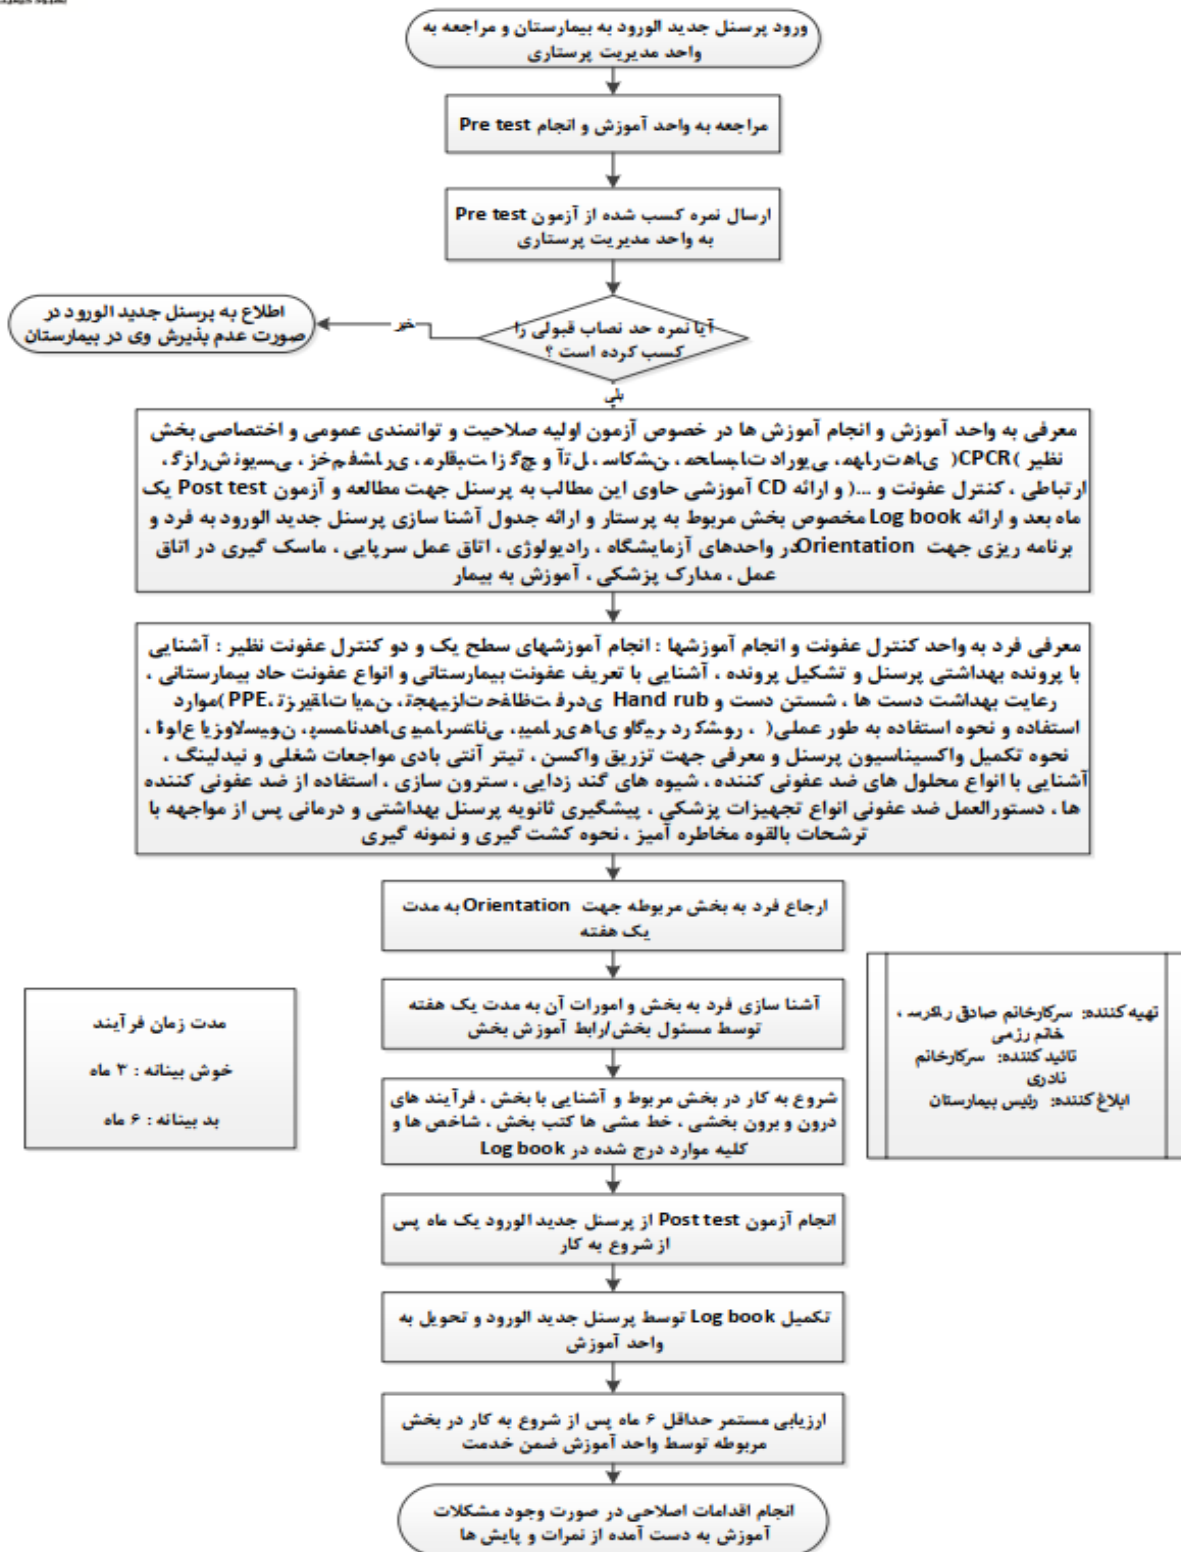 ورود پرسنل جدید الورود به بیمارستان و مراجعه به
واحد مدیریت پرستاری
مراجعه به واحد آموزش و انجام Pre test
ارسال نمره کسب شده از آزمون Pre test
به واحد مدیریت پرستاری
آیا نمره حد نصاب قبولی را
کسب کرده است ؟
خیر
اطلاع به پرسنل جدید الورود در
صورت عدم پذیرش وی در بیمارستان
بلی
معرفی به واحد آموزش و انجام آموزش ها در خصوص آزمون اولیه صلاحیت و توانمندی عمومی و اختصاصی بخش
نظیر )CPCR(
ارتباطی ، کنترل عفونت و ...( و ارائه CD آموزشی حاوی این مطالب به پرسنل جهت مطالعه و آزمون Post test یک
ماه بعد و ارائه Log book مخصوص بخش مربوط به پرستار و ارائه جدول آشنا سازی پرسنل جدید الورود به فرد و
برنامه ریزی جهت Orientation در واحدهای آزمایشگاه ، رادیولوژی ، اتاق عمل سرپایی ، ماسک گیری در اتاق
عمل ، مدارک پزشکی ، آموزش به بیمار
معرفی فرد به واحد کنترل عفونت و انجام آموزشها : انجام آموزشهای سطح یک و دو کنترل عفونت نظیر : آشنایی
با پرونده بهداشتی پرسنل و تشکیل پرونده ، آشنایی با تعریف عفونت بیمارستانی و انواع عفونت حاد بیمارستانی ،
رعایت بهداشت دست ها ، شستن دست و Hand rub PPE)موارد
استفاده و نحوه استفاده به طور عملی( ،
نحوه تکمیل واکسیناسیون پرسنل و معرفی جهت تزریق واکسن ، تیتر آنتی بادی مواجعات شغلی و نیدلینگ ،
آشنایی با انواع محلول های ضد عفونی کننده ، شیوه های گند زدایی ، سترون سازی ، استفاده از ضد عفونی کننده
ها ، دستورالعمل ضد عفونی انواع تجهیزات پزشکی ، پیشگیری ثانویه پرسنل بهداشتی و درمانی پس از مواجهه با
ترشحات بالقوه مخاطره آمیز ، نحوه کشت گیری و نمونه گیری
ارجاع فرد به بخش مربوطه جهت Orientation به مدت
یک هفته
آشنا سازی فرد به بخش و امورات آن به مدت یک هفته
توسط مسئول بخش/رابط آموزش بخش
شروع به کار در بخش مربوط و آشنایی با بخش ، فرآیند های
درون و برون بخشی ، خط مشی ها کتب بخش ، شاخص ها و
کلیه موارد درج شده در Log book
انجام آزمون Post test از پرسنل جدید الورود یک ماه پس
از شروع به کار
تکمیل Log book توسط پرسنل جدید الورود و تحویل به
واحد آموزش
ارزیابی مستمر حداقل ۶ ماه پس از شروع به کار در بخش
مربوطه توسط واحد آموزش ضمن خدمت
انجام اقدامات اصلاحی در صورت وجود مشکلات
آموزش به دست آمده از نمرات و پایش ها
تهیه کننده: سرکارخانم صادق ،
خانم رزمی
تائید کننده: سرکارخانم
نادری
ابلاغ کننده: رئیس بیمارستان
مدت زمان فرآیند
خوش بینانه : ۳ ماه
بد بینانه : ۶ ماه